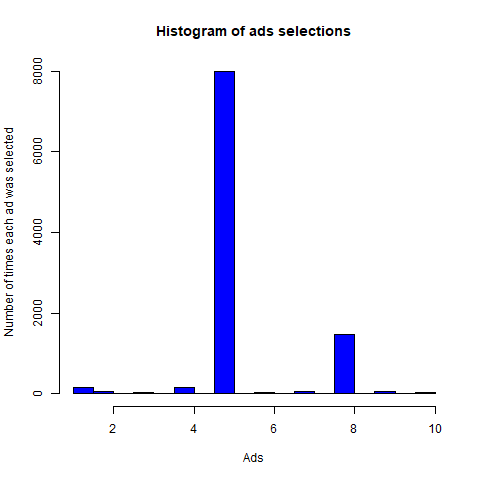 Histogram of ads selections
Number of times each ad was selected
8000
6000
4000
2000
0
2 4 6 8 10
Ads